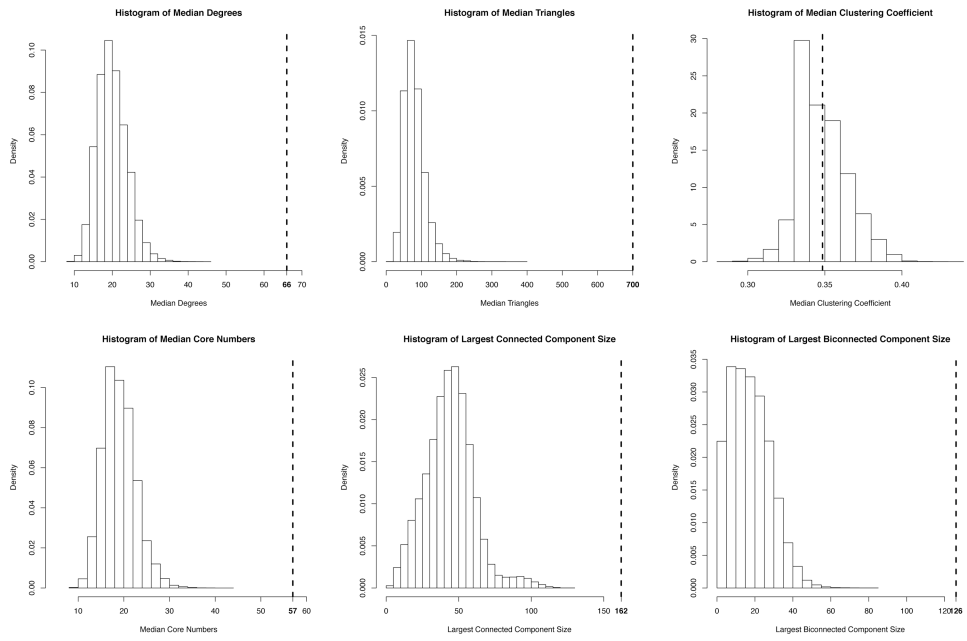 Histogram of Median Degrees
Density
0.00 0.02 0.04 0.06 0.08 0.10
10 20 30 40 50 60 66 70
Median Degrees
Histogram of Median Triangles
Density
0.000 0.005 0.010 0.015
0 100 200 300 400 500 600 700
Median Triangles
Histogram of Median Clustering Coefficient
Density
0 5 10 15 20 25 30
0.30 0.35 0.40
Median Clustering Coefficient
Histogram of Median Core Numbers
Density
0.00 0.02 0.04 0.06 0.08 0.10
10 20 30 40 50 57 60
Median Core Numbers
Histogram of Largest Connected Component Size
Density
0.000 0.005 0.010 0.015 0.020 0.025
0 50 100 150 162
Largest Connected Component Size
Histogram of Largest Biconnected Component Size
Density
0.000 0.005 0.010 0.015 0.020 0.025 0.030 0.035
0 20 40 60 80 100 120 126
Largest Biconnected Component Size